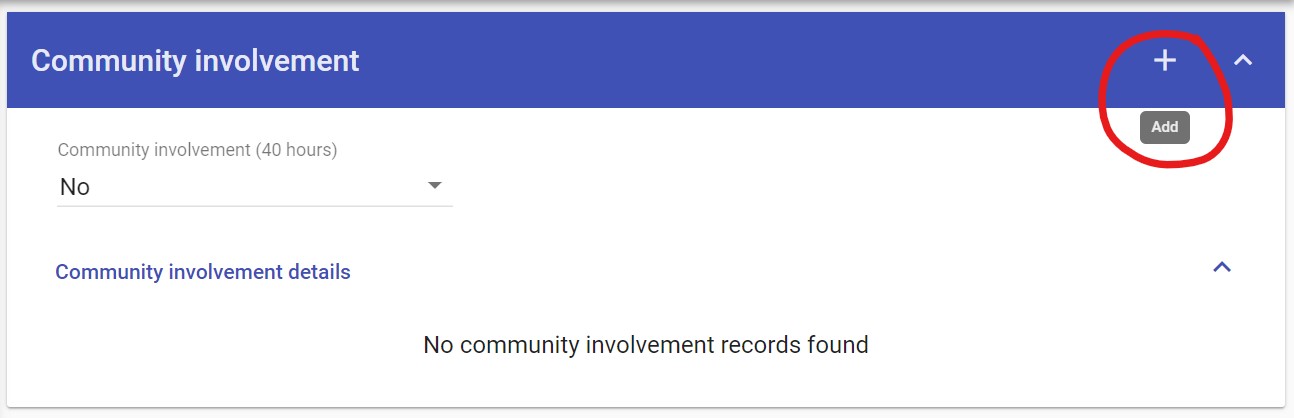 Community involvement
Add
Community involvement (40 hours)
No
Community involvement details
No community involvement records found